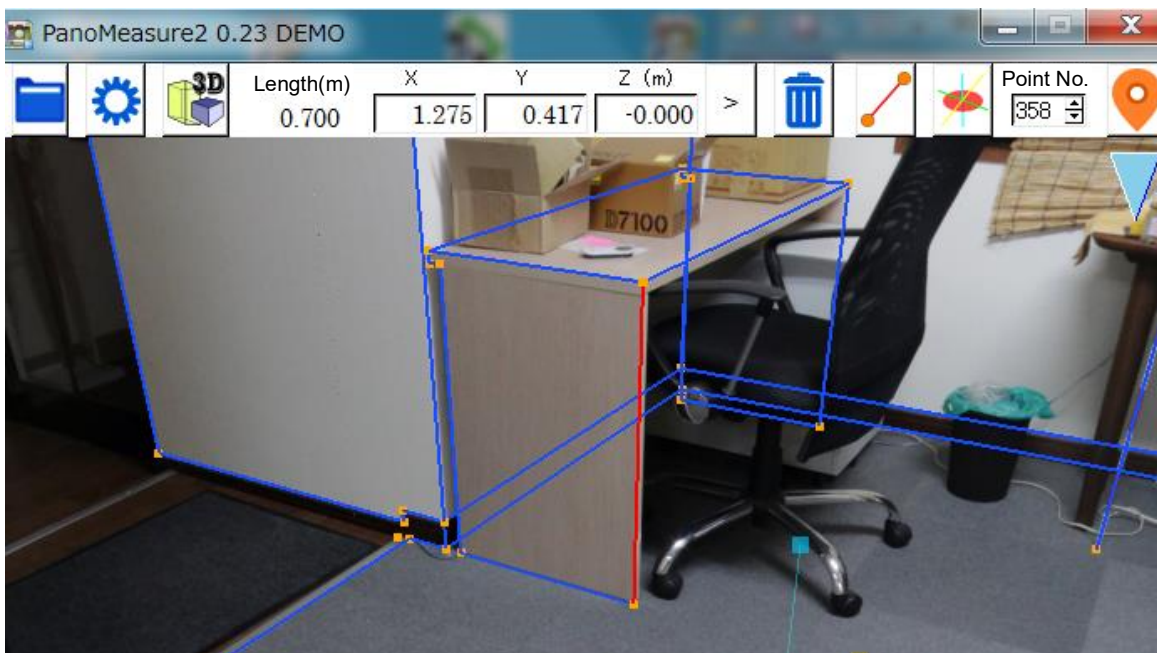 PanoMeasure2 0.23 DEMO
Length(m) X Y Z (m) Point No.
3D
0.700 1.275 0.417 -0.000 > 358
D7100